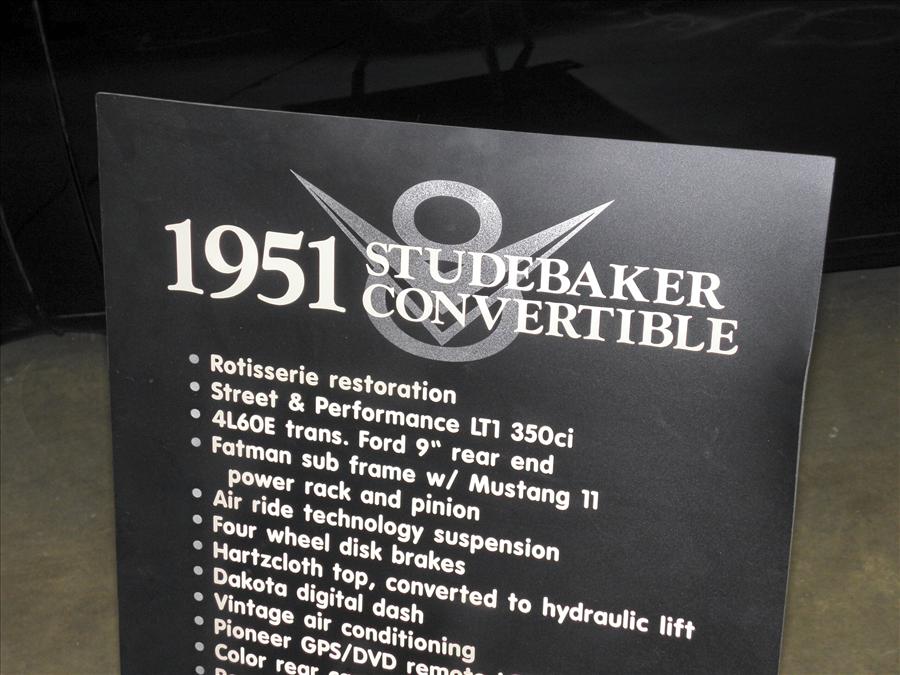 1951 STUDEBAKER
CONVERTIBLE
• Rotisserie restoration
• Street & Performance LT1 350ci
• 4L60E trans. Ford 9" rear end
• Fatman sub frame w/ Mustang 11
power rack and pinion
• Air ride technology suspension
• Four wheel disk brakes
• Hartzcloth top, converted to hydraulic lift
• Dakota digital dash
• Vintage air conditioning
• Pioneer GPS/DVD remote
• Color rear